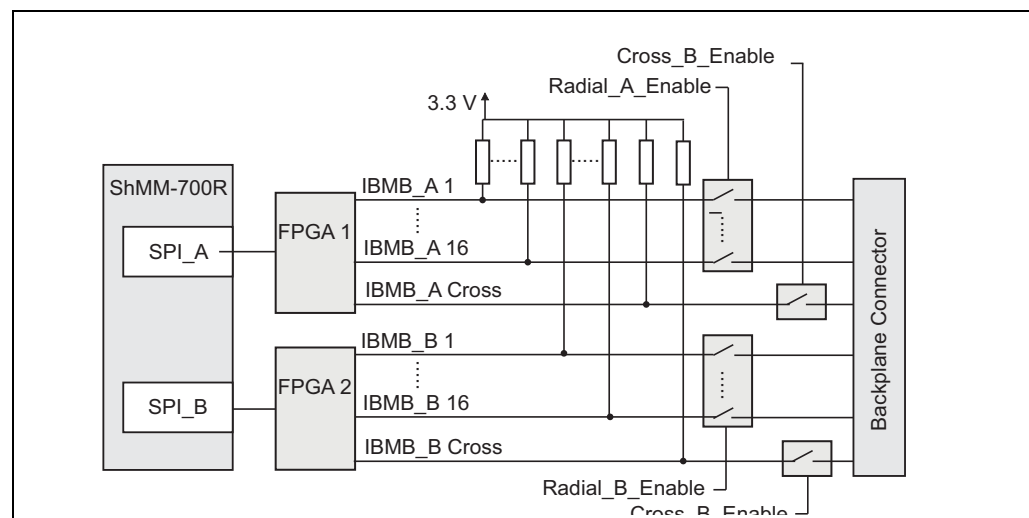 Cross_B_Enable
Radial_A_Enable
3.3 V
ShMM-700R
IBMB_A 1
FPGA 1
SPI_A
IBMB_A 16
IBMB_A Cross
Backplane Connector
IBMB_B 1
FPGA 2
SPI_B
IBMB_B 16
IBMB_B Cross
Radial_B_Enable
Cross_B_Enable